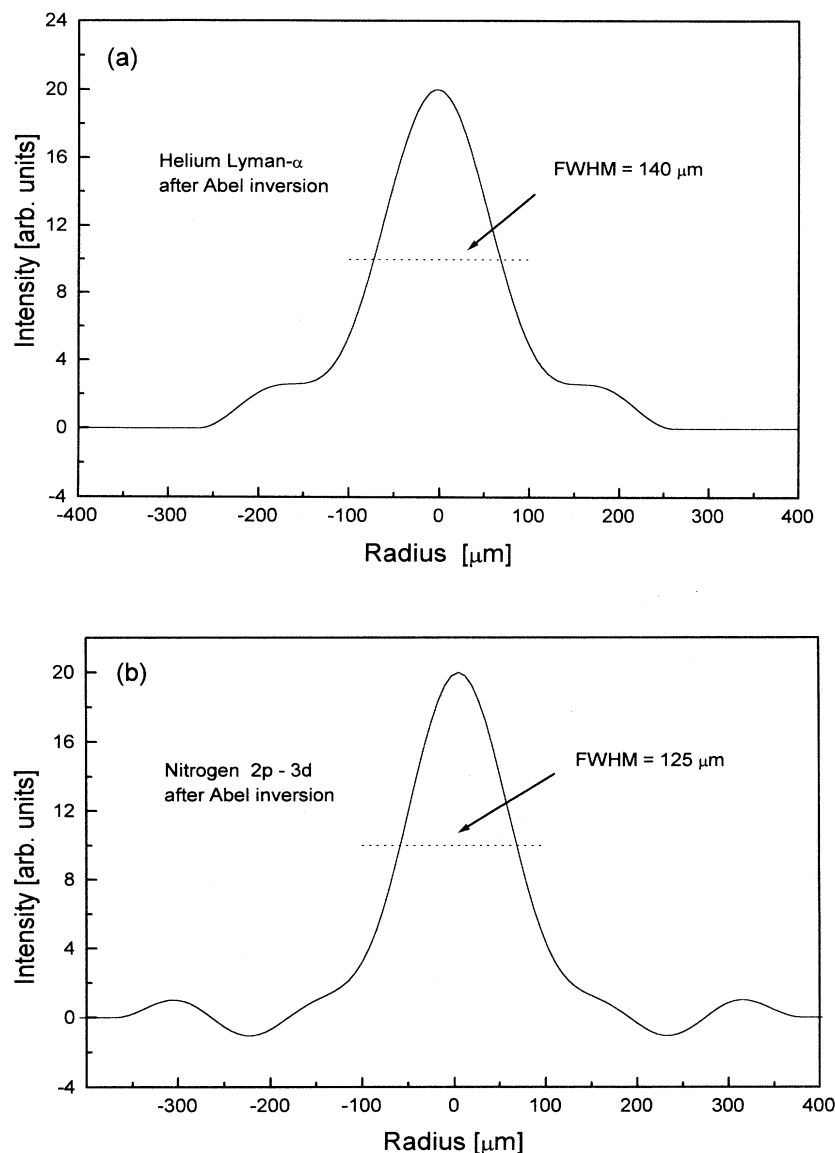 (a)
24
20
16
12
8
4
0
-4
Intensity [arb. units]
Helium Lyman-α
after Abel inversion
FWHM = 140 μm
-400 -300 -200 -100 0 100 200 300 400
Radius [μm]
(b)
20
16
12
8
4
0
-4
Intensity [arb. units]
Nitrogen 2p - 3d
after Abel inversion
FWHM = 125 μm
-300 -200 -100 0 100 200 300 400
Radius [μm]